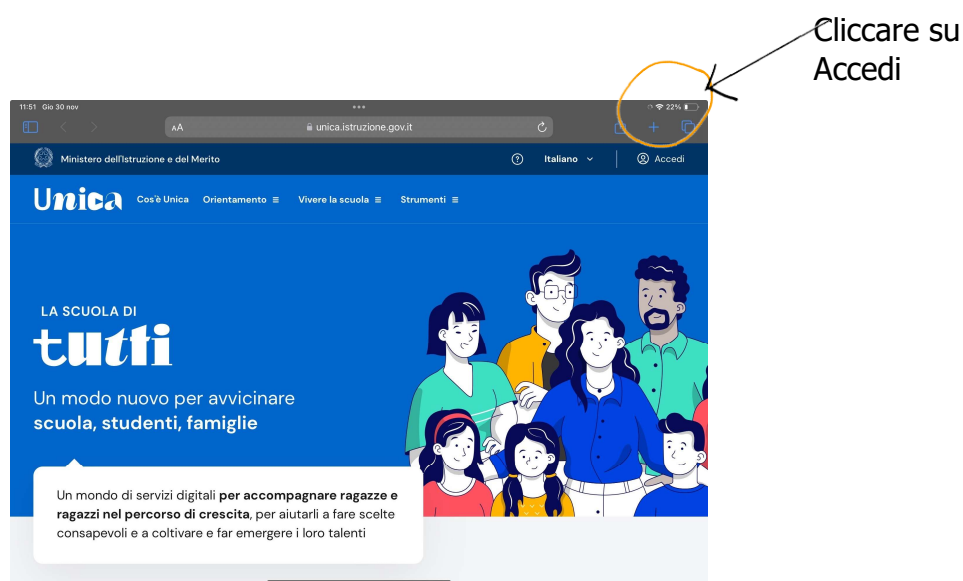 Cliccare su
Accedi
11:51 Gio 30 nov
22%
AA
unica.istruzione.gov.it
Ministero dell'Istruzione e del Merito
? Italiano
Accedi
Unica
Cos'è Unica
Orientamento
Vivere la scuola
Strumenti
LA SCUOLA DI
tutti
Un modo nuovo per avvicinare
scuola, studenti, famiglie
Un mondo di servizi digitali per accompagnare ragazze e
ragazzi nel percorso di crescita, per aiutarli a fare scelte
consapevoli e a coltivare e far emergere i loro talenti